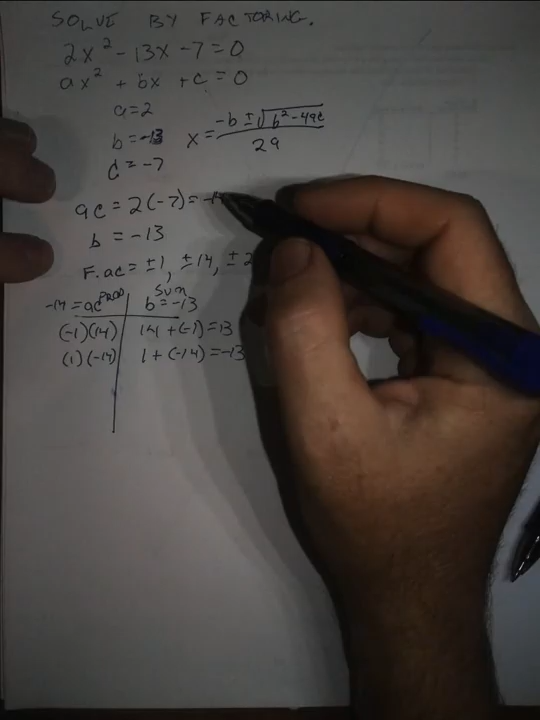 SOLVE BY FACTORING.
2x² - 13x - 7 = 0
ax² + bx + c = 0
a = 2
b = -13
x = (-b ± √(b² - 4ac)) / 2a
c = -7
ac = 2(-7) = -14
b = -13
F. ac = ±1, ±14, ±2
-14 = ac PROD | b = -13 SUM
(-1)(14) | 14 + (-1) = 13
(1)(-14) | 1 + (-14) = -13